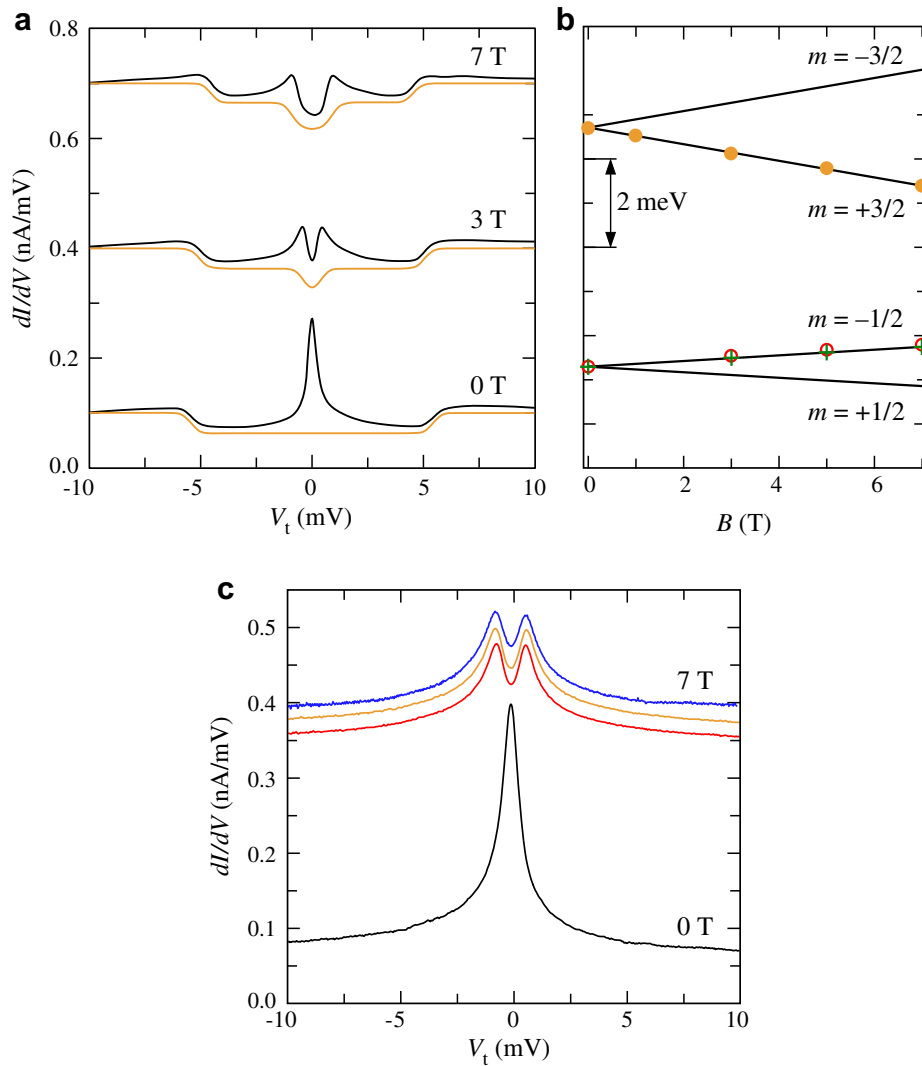 a
0.8
0.6
0.4
0.2
0.0
dI/dV (nA/mV)
7 T
3 T
0 T
-10
-5
0
5
10
Vt (mV)
b
m = –3/2
2 meV
m = +3/2
m = –1/2
m = +1/2
0
2
4
6
B (T)
c
0.5
0.4
0.3
0.2
0.1
0.0
dI/dV (nA/mV)
7 T
0 T
-10
-5
0
5
10
Vt (mV)